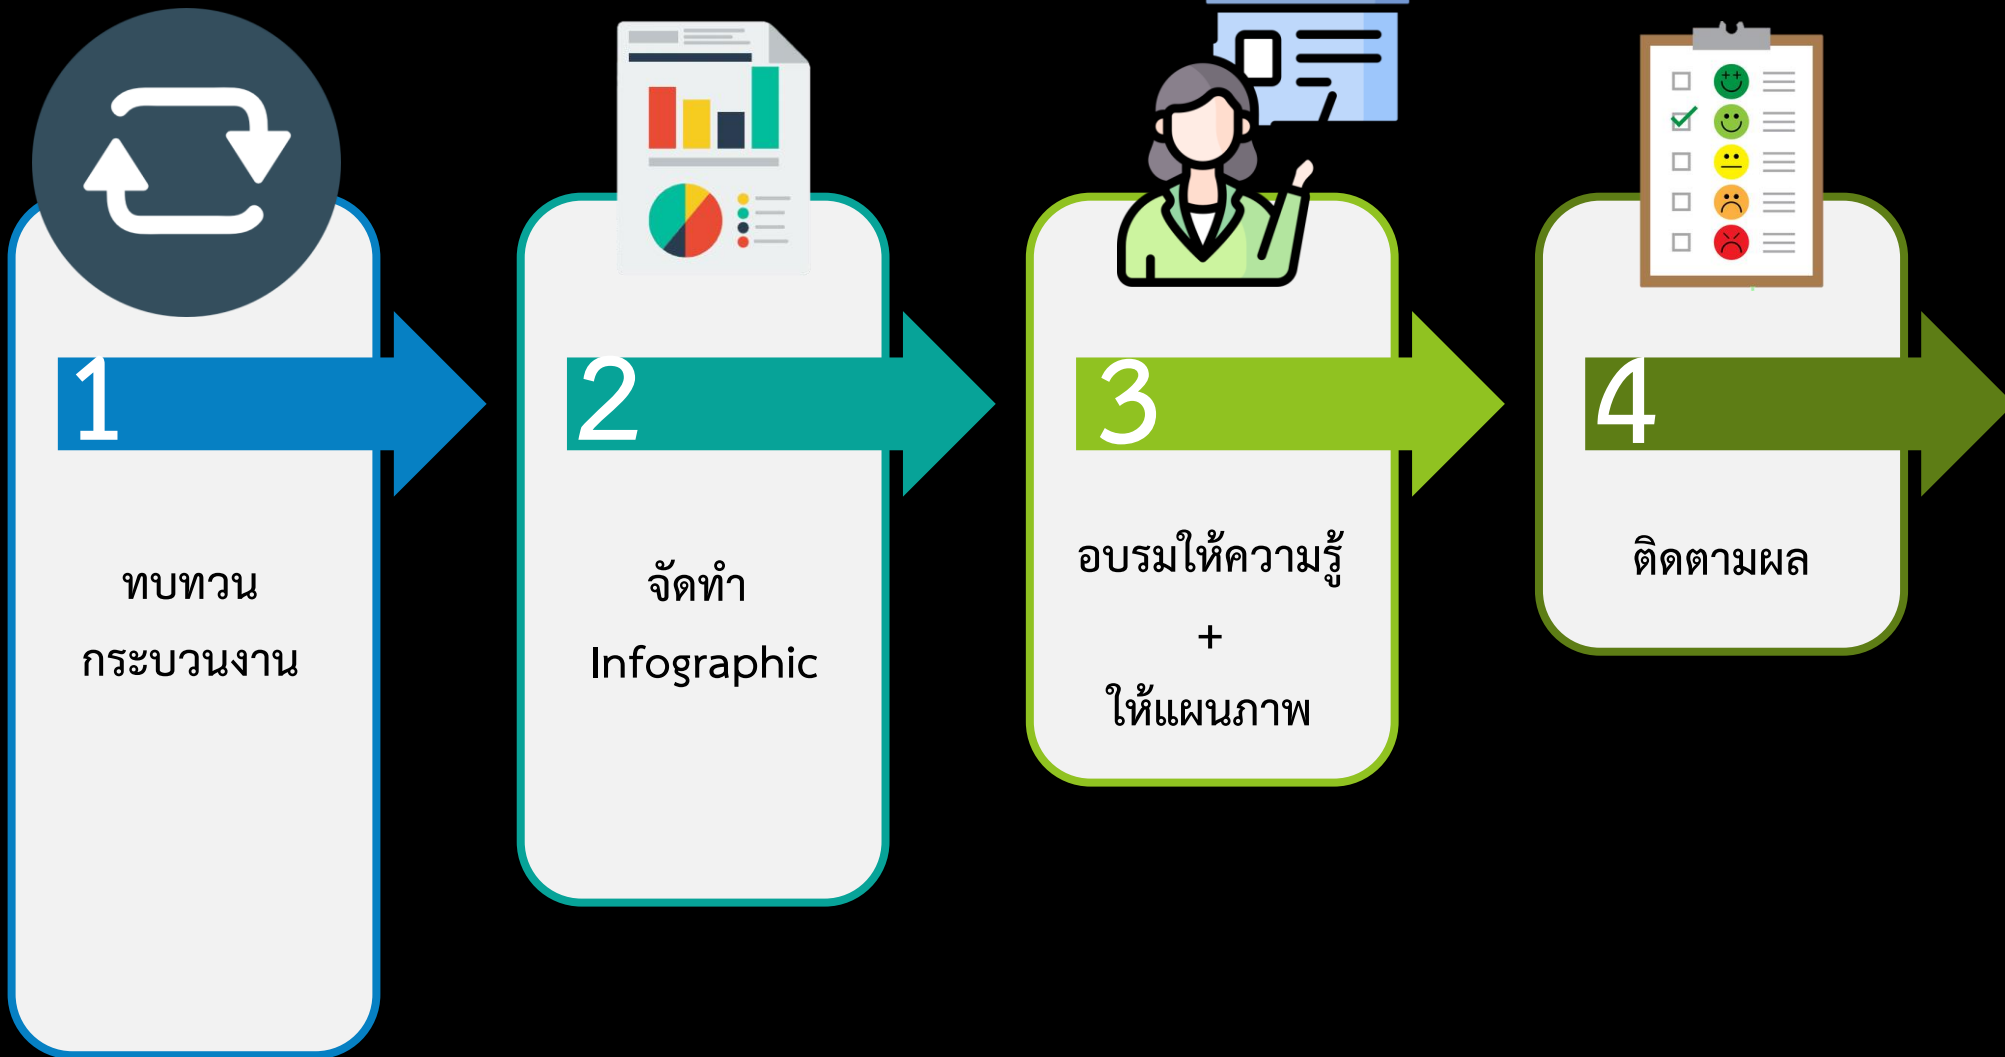 1
ทบทวน
กระบวนงาน
2
จัดทำ
Infographic
3
อบรมให้ความรู้
+
ให้แผนภาพ
4
ติดตามผล